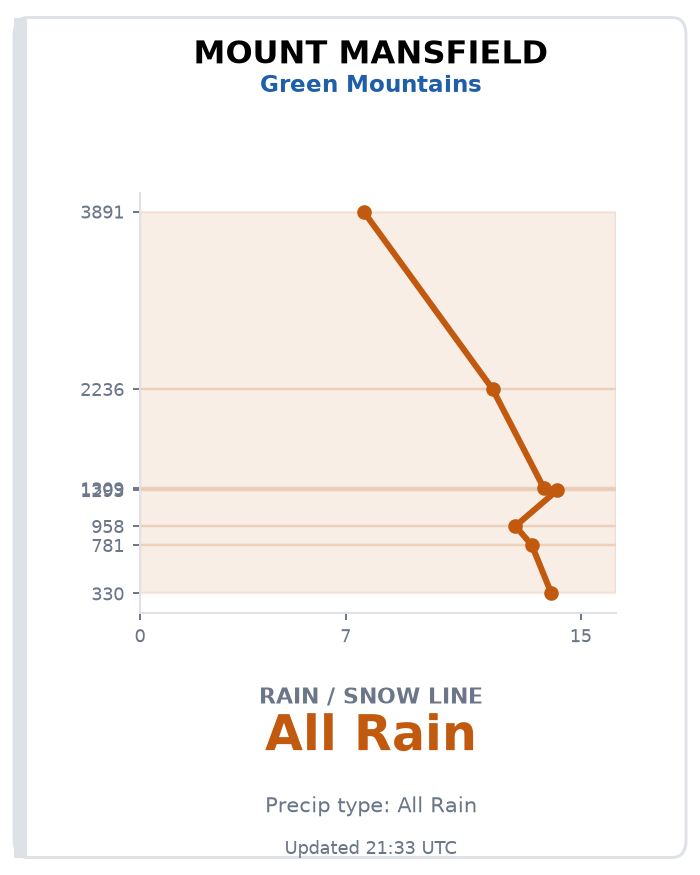 MOUNT MANSFIELD
Green Mountains
3891
2236
958
781
330
0 7 15
RAIN / SNOW LINE
All Rain
Precip type: All Rain
Updated 21:33 UTC